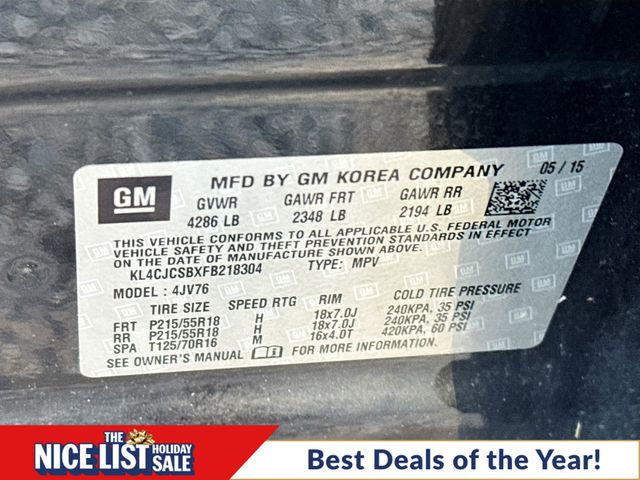 GM
MFD BY GM KOREA COMPANY
05 / 15
GVWR GAWR FRT GAWR RR
4286 LB 2348 LB 2194 LB
THIS VEHICLE CONFORMS TO ALL APPLICABLE U.S. FEDERAL MOTOR
VEHICLE SAFETY AND THEFT PREVENTION STANDARDS IN EFFECT
ON THE DATE OF MANUFACTURE SHOWN ABOVE.
KL4CJCSBXFB218304 TYPE: MPV
MODEL : 4JV76
TIRE SIZE SPEED RTG RIM COLD TIRE PRESSURE
FRT P215/55R18 H 18x7.0J 240KPA, 35 PSI
RR P215/55R18 H 18x7.0J 240KPA, 35 PSI
SPA T125/70R16 M 16x4.0T 420KPA, 60 PSI
SEE OWNER'S MANUAL FOR MORE INFORMATION.
THE
NICE LIST
HOLIDAY
SALE
Best Deals of the Year!